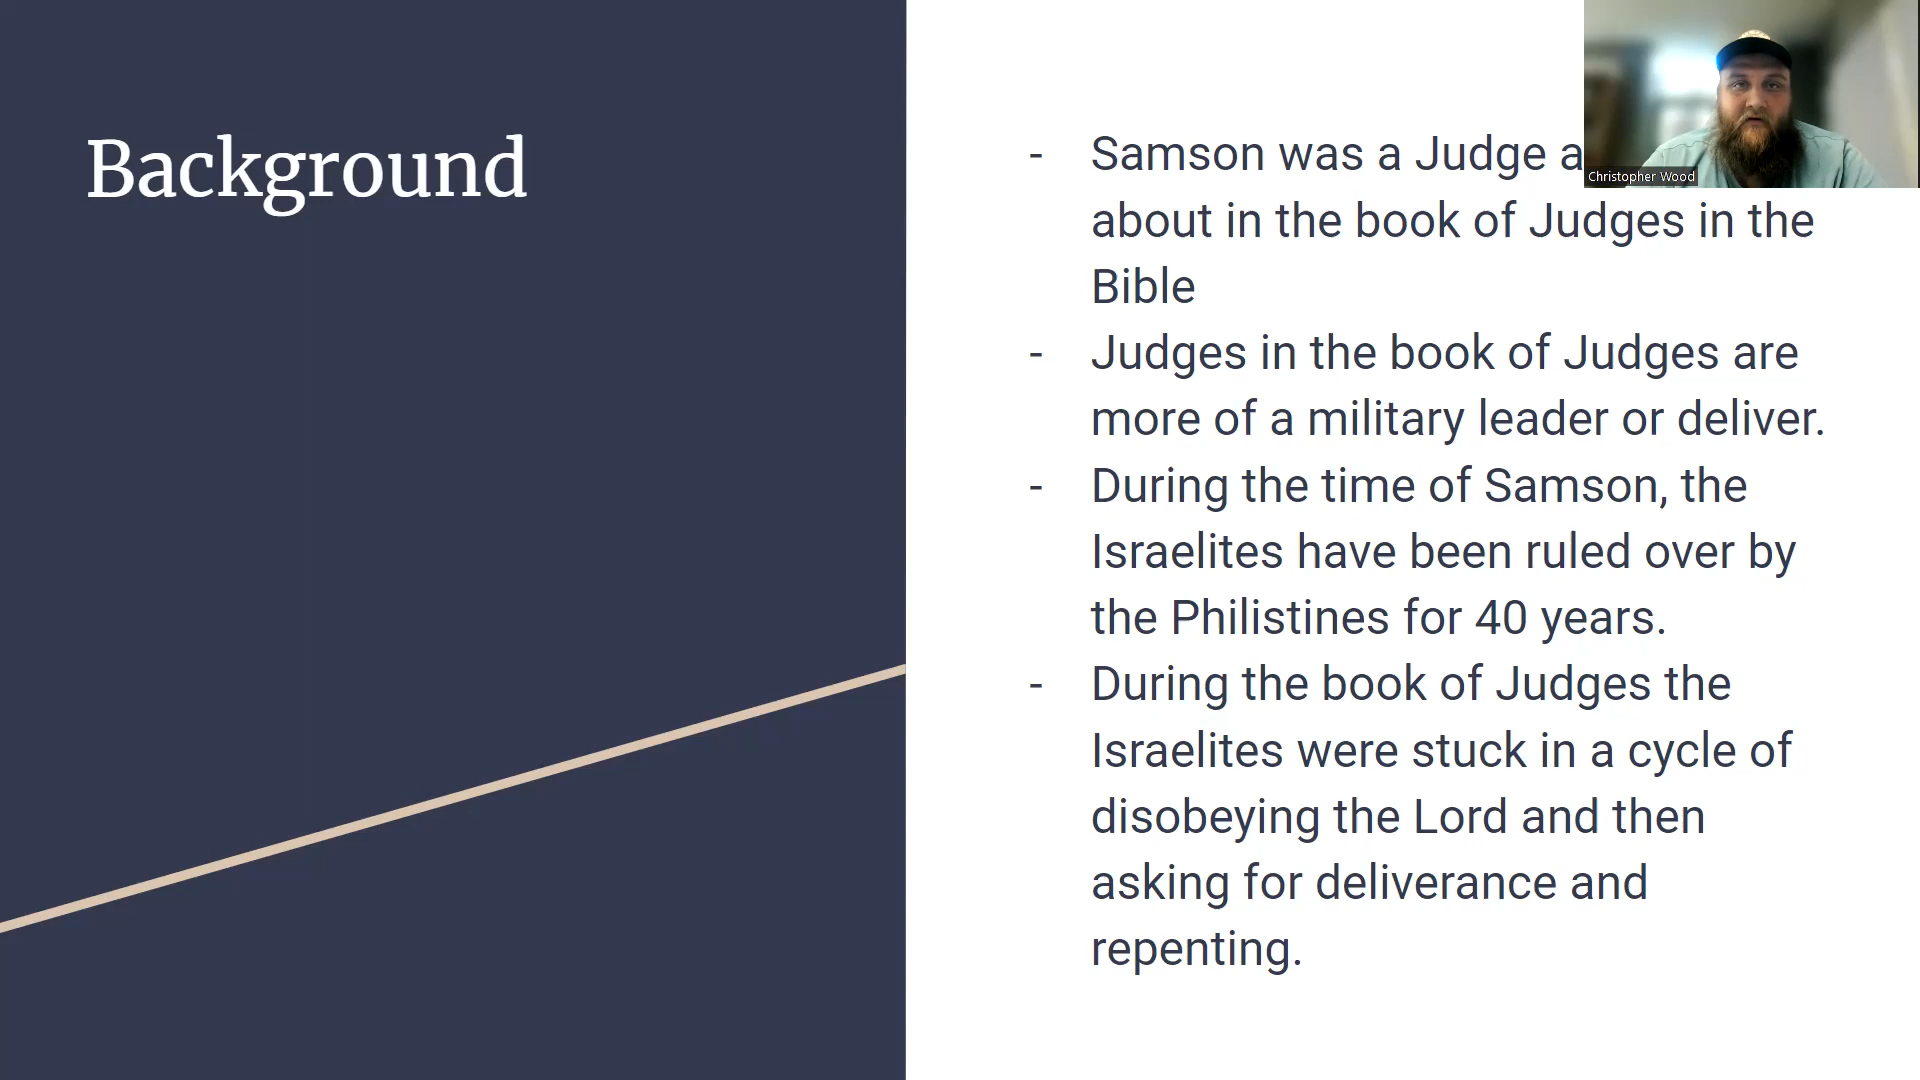 Background
- Samson was a Judge a
about in the book of Judges in the
Bible
- Judges in the book of Judges are
more of a military leader or deliver.
- During the time of Samson, the
Israelites have been ruled over by
the Philistines for 40 years.
- During the book of Judges the
Israelites were stuck in a cycle of
disobeying the Lord and then
asking for deliverance and
repenting.
Christopher Wood